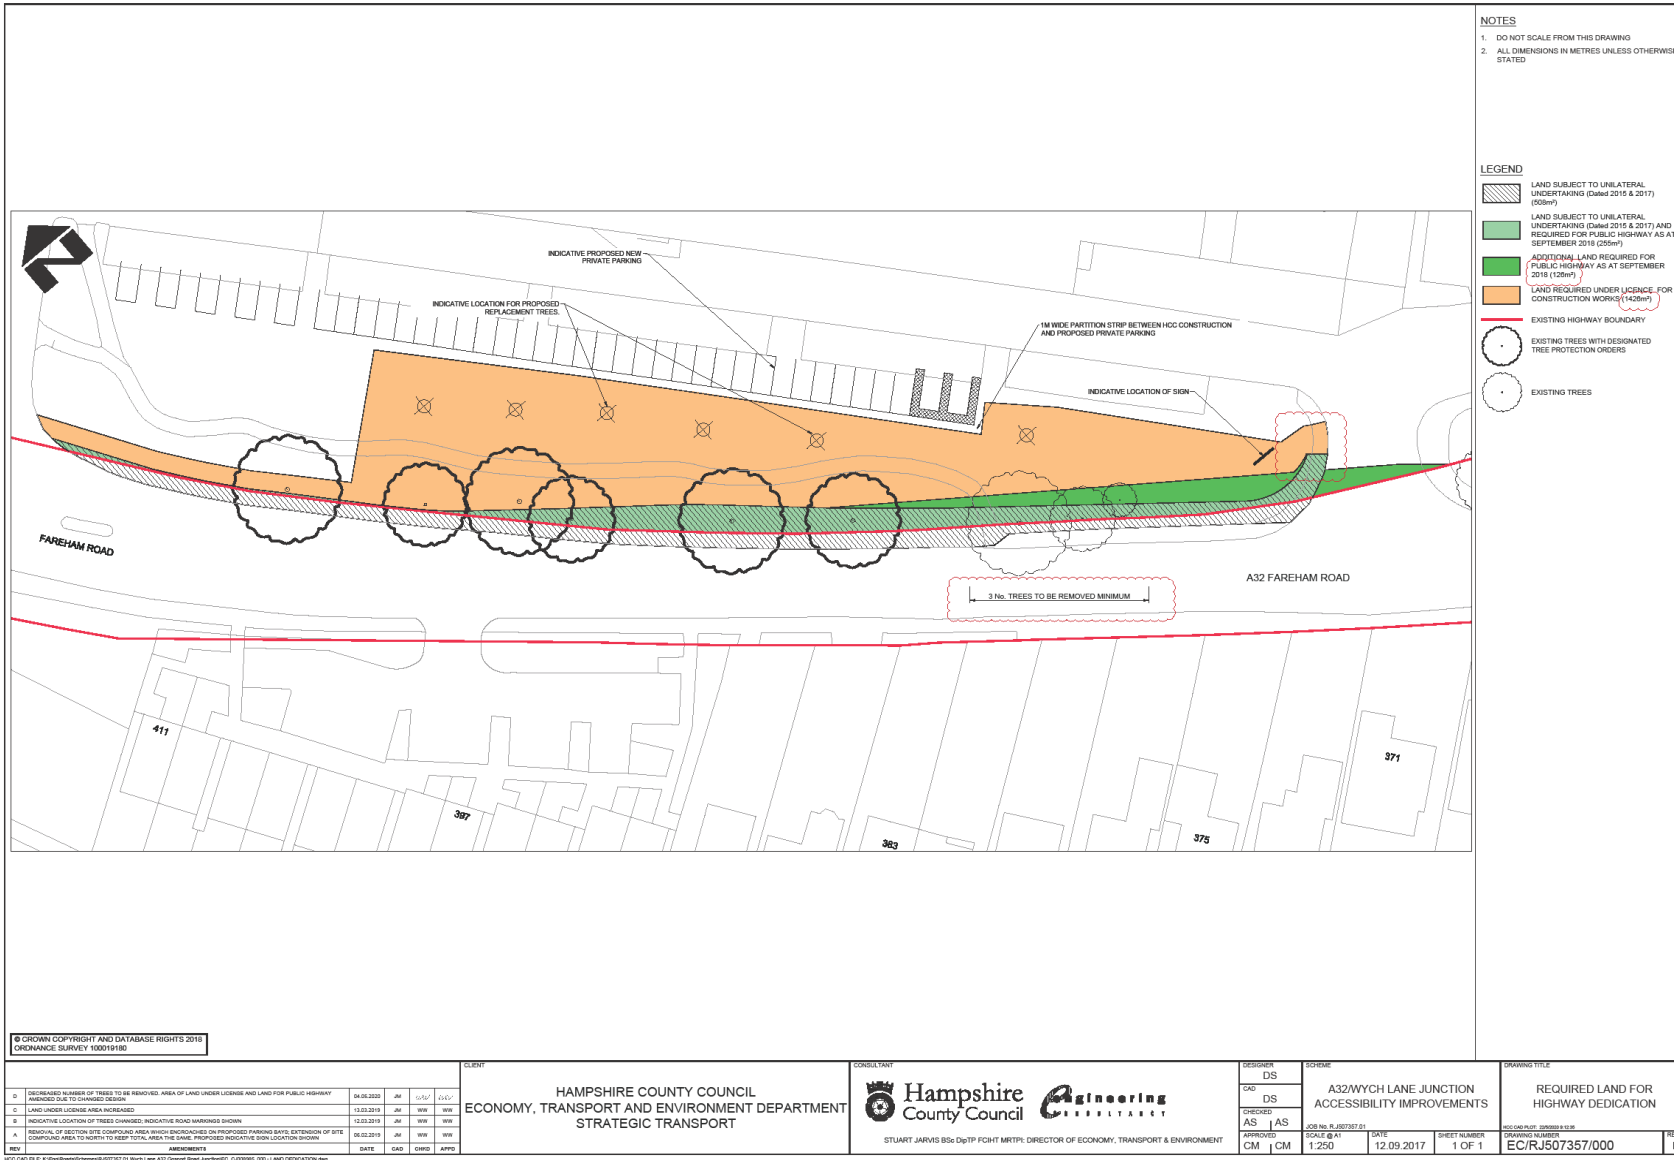 NOTES
1. DO NOT SCALE FROM THIS DRAWING
2. ALL DIMENSIONS IN METRES UNLESS OTHERWISE
STATED
LEGEND
LAND SUBJECT TO UNILATERAL
UNDERTAKING (Dated 2015 & 2017)
(508m²)
LAND SUBJECT TO UNILATERAL
UNDERTAKING (Dated 2015 & 2017) AND
REQUIRED FOR PUBLIC HIGHWAY AS AT
SEPTEMBER 2018 (255m²)
ADDITIONAL LAND REQUIRED FOR
PUBLIC HIGHWAY AS AT SEPTEMBER
2018 (126m²)
LAND REQUIRED UNDER LICENCE FOR
CONSTRUCTION WORKS (1426m²)
EXISTING HIGHWAY BOUNDARY
EXISTING TREES WITH DESIGNATED
TREE PROTECTION ORDERS
EXISTING TREES
INDICATIVE PROPOSED NEW
PRIVATE PARKING
INDICATIVE LOCATION FOR PROPOSED
REPLACEMENT TREES.
1M WIDE PARTITION STRIP BETWEEN HCC CONSTRUCTION
AND PROPOSED PRIVATE PARKING
INDICATIVE LOCATION OF SIGN
FAREHAM ROAD
A32 FAREHAM ROAD
3 No. TREES TO BE REMOVED MINIMUM
411
397
383
375
371
© CROWN COPYRIGHT AND DATABASE RIGHTS 2018
ORDNANCE SURVEY 100019180
D DECREASED NUMBER OF TREES TO BE REMOVED. AREA OF LAND UNDER LICENSE AND LAND FOR PUBLIC HIGHWAY
AMENDED DUE TO CHANGED DESIGN 04.05.2020 JM
C LAND UNDER LICENSE AREA INCREASED 13.03.2019 JM WW WW
B INDICATIVE LOCATION OF TREES CHANGED; INDICATIVE ROAD MARKINGS SHOWN 12.03.2019 JM WW WW
A REMOVAL OF SECTION SITE COMPOUND AREA WHICH ENCROACHES ON PROPOSED PARKING BAYS; EXTENSION OF SITE
COMPOUND AREA TO NORTH TO KEEP TOTAL AREA THE SAME. PROPOSED INDICATIVE SIGN LOCATION SHOWN 06.02.2019 JM WW WW
REV AMENDMENTS DATE CAD CHKD APPD
CLIENT
HAMPSHIRE COUNTY COUNCIL
ECONOMY, TRANSPORT AND ENVIRONMENT DEPARTMENT
STRATEGIC TRANSPORT
CONSULTANT
Hampshire
County Council
Engineering
CONSULTANCY
STUART JARVIS BSc DipTP FCIHT MRTPI: DIRECTOR OF ECONOMY, TRANSPORT & ENVIRONMENT
DESIGNER
DS
CAD
DS
CHECKED
AS AS
APPROVED
CM CM
SCHEME
A32/WYCH LANE JUNCTION
ACCESSIBILITY IMPROVEMENTS
JOB No. RJ507357.01
SCALE @ A1
1:250
DATE
12.09.2017
SHEET NUMBER
1 OF 1
DRAWING TITLE
REQUIRED LAND FOR
HIGHWAY DEDICATION
DRAWING NUMBER
EC/RJ507357/000